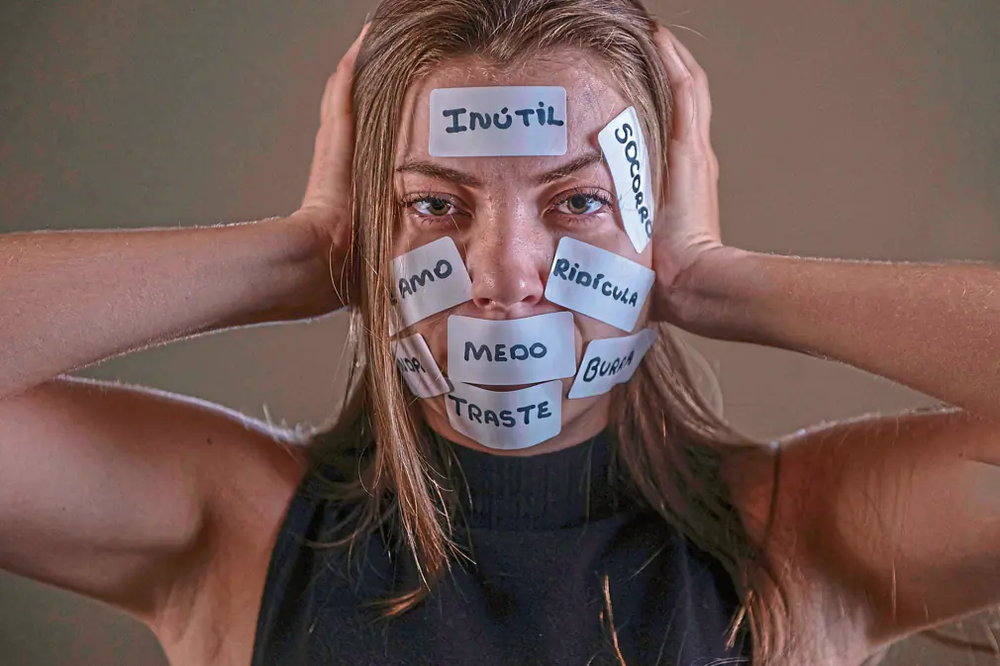 INÚTIL
SOCORRO
AMO
RIDÍCULA
MEDO
BURRA
TRASTE